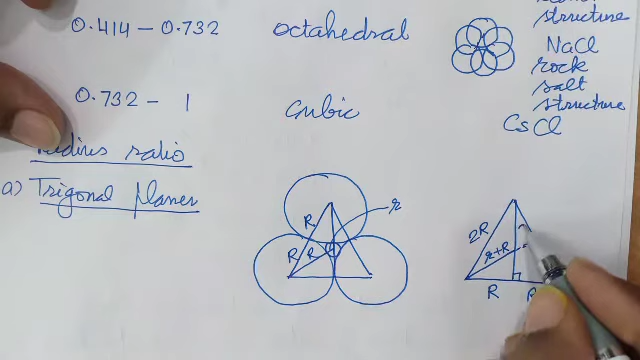 structure
0.414 - 0.732 octahedral
NaCl
rock
salt
structure
0.732 - 1 cubic
CsCl
Radius ratio
a) Trigonal planer
R
r
R
R
2R
r+R
R
R